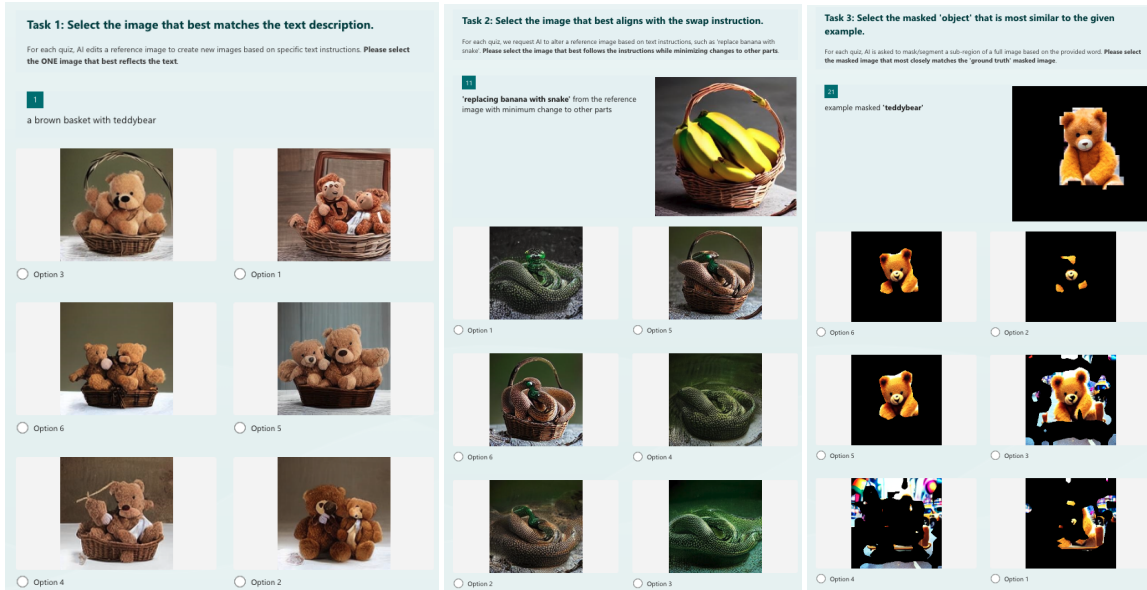 Task 1: Select the image that best matches the text description.
For each quiz, AI edits a reference image to create new images based on specific text instructions. Please select
the ONE image that best reflects the text.
1
a brown basket with teddybear
Option 3
Option 1
Option 6
Option 5
Option 4
Option 2
Task 2: Select the image that best aligns with the swap instruction.
For each quiz, we request AI to alter a reference image based on text instructions, such as 'replace banana with
snake'. Please select the image that best follows the instructions while minimizing changes to other parts.
11
'replacing banana with snake' from the reference
image with minimum change to other parts
Option 1
Option 5
Option 6
Option 4
Option 2
Option 3
Task 3: Select the masked 'object' that is most similar to the given
example.
For each quiz, AI is asked to mask/segment a sub-region of a full image based on the provided word. Please select
the masked image that most closely matches the 'ground truth' masked image.
21
example masked 'teddybear'
Option 6
Option 2
Option 5
Option 3
Option 4
Option 1